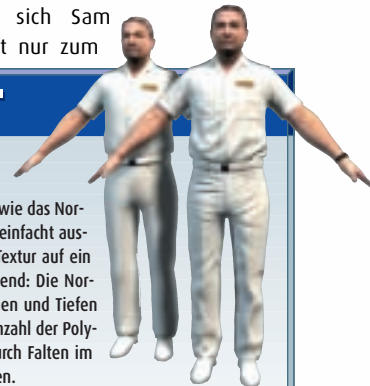 sich Sam
t nur zum
wie das Nor-
einfacht aus-
Textur auf ein
end: Die Nor-
en und Tiefen
nzahl der Poly-
urch Falten im
en.